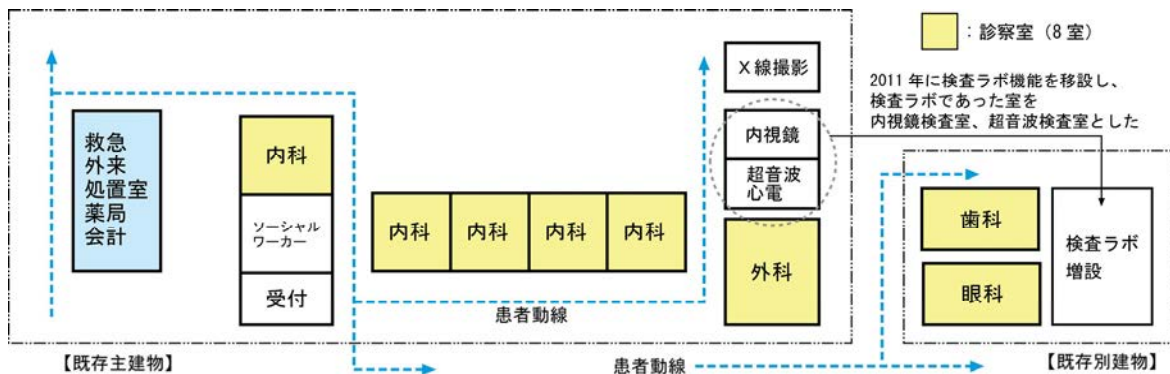 ：診察室（8 室）
2011 年に検査ラボ機能を移設し、
検査ラボであった室を
内視鏡検査室、超音波検査室とした
救急
外来
処置室
薬局
会計
内科
ソーシャル
ワーカー
受付
内科
内科
内科
内科
X線撮影
内視鏡
超音波
心電
外科
歯科
眼科
検査ラボ
増設
患者動線
患者動線
【既存主建物】
【既存別建物】